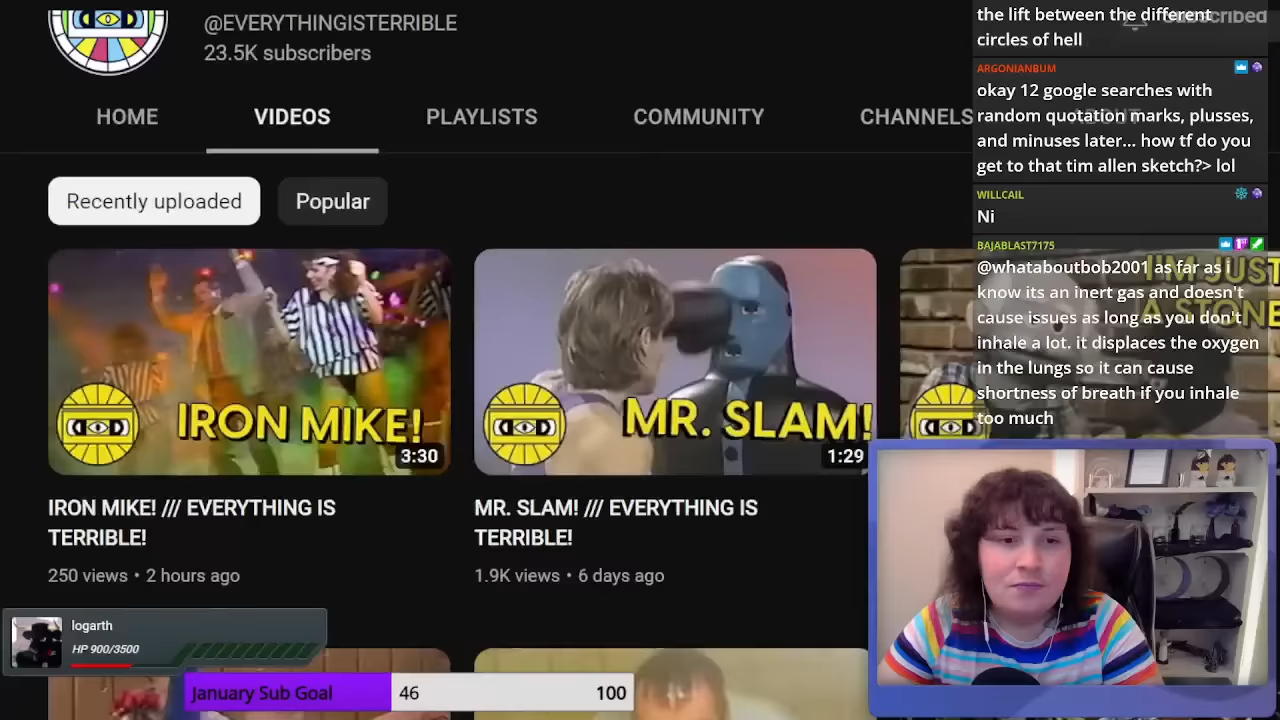 @EVERYTHINGISTERRIBLE
23.5K subscribers
subscribed
HOME
VIDEOS
PLAYLISTS
COMMUNITY
CHANNELS
ABOUT
Recently uploaded
Popular
IRON MIKE!
3:30
MR. SLAM!
1:29
I'M JUST
A STONE
IRON MIKE! /// EVERYTHING IS
TERRIBLE!
250 views • 2 hours ago
MR. SLAM! /// EVERYTHING IS
TERRIBLE!
1.9K views • 6 days ago
the lift between the different
circles of hell
ARGONIANBUM
okay 12 google searches with
random quotation marks, plusses,
and minuses later... how tf do you
get to that tim allen sketch?> lol
WILLCAIL
Ni
BAJABLAST7175
@whataboutbob2001 as far as i
know its an inert gas and doesn't
cause issues as long as you don't
inhale a lot. it displaces the oxygen
in the lungs so it can cause
shortness of breath if you inhale
too much
logarth
HP 900/3500
January Sub Goal
46
100